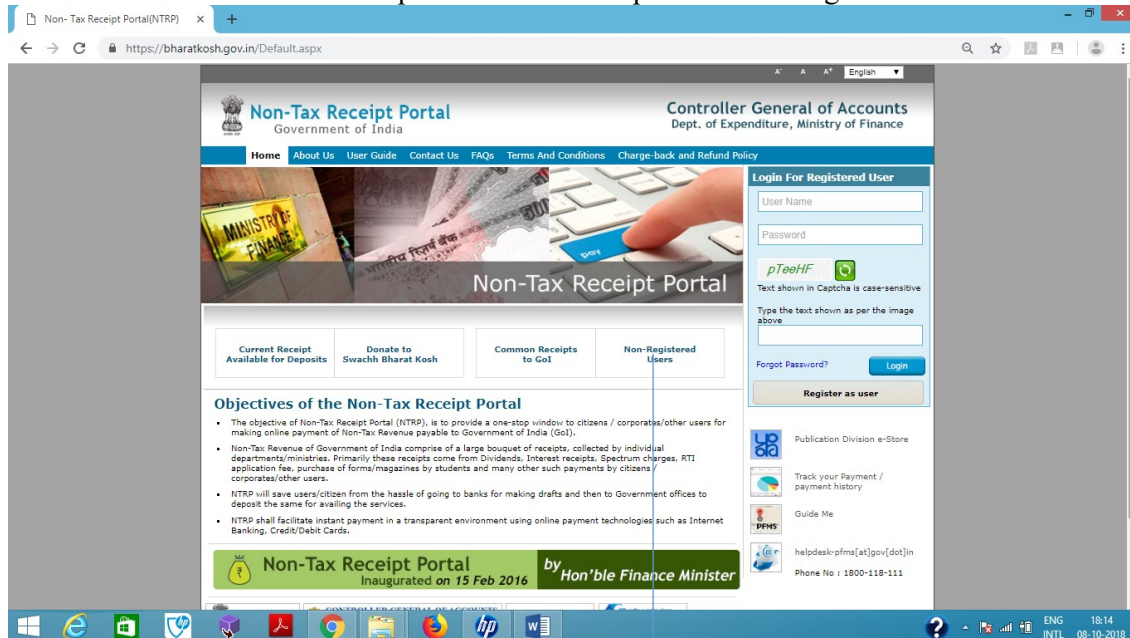 Non- Tax Receipt Portal(NTRP)
https://bharatkosh.gov.in/Default.aspx
A- A A+ English
Non-Tax Receipt Portal
Government of India
Controller General of Accounts
Dept. of Expenditure, Ministry of Finance
Home About Us User Guide Contact Us FAQs Terms And Conditions Charge-back and Refund Policy
MINISTRY OF
FINANCE
भारतीय रिज़र्व बैंक
pay
Non-Tax Receipt Portal
Login For Registered User
User Name
Password
pTeeHF
Text shown in Captcha is case-sensitive
Type the text shown as per the image
above
Forgot Password? Login
Register as user
Current Receipt
Available for Deposits
Donate to
Swachh Bharat Kosh
Common Receipts
to GoI
Non-Registered
Users
Objectives of the Non-Tax Receipt Portal
The objective of Non-Tax Receipt Portal (NTRP), is to provide a one-stop window to citizens / corporates/other users for
making online payment of Non-Tax Revenue payable to Government of India (GoI).
Non-Tax Revenue of Government of India comprise of a large bouquet of receipts, collected by individual
departments/ministries. Primarily these receipts come from Dividends, Interest receipts, Spectrum charges, RTI
application fee, purchase of forms/magazines by students and many other such payments by citizens /
corporates/other users.
NTRP will save users/citizen from the hassle of going to banks for making drafts and then to Government offices to
deposit the same for availing the services.
NTRP shall facilitate instant payment in a transparent environment using online payment technologies such as Internet
Banking, Credit/Debit Cards.
Non-Tax Receipt Portal
Inaugurated on 15 Feb 2016
by
Hon'ble Finance Minister
Publication Division e-Store
Track your Payment /
payment history
PFMS
Guide Me
helpdesk-pfms[at]gov[dot]in
Phone No : 1800-118-111
CONTROLLER GENERAL OF ACCOUNTS
hp
hp
W
ENG
INTL
18:14
08-10-2018